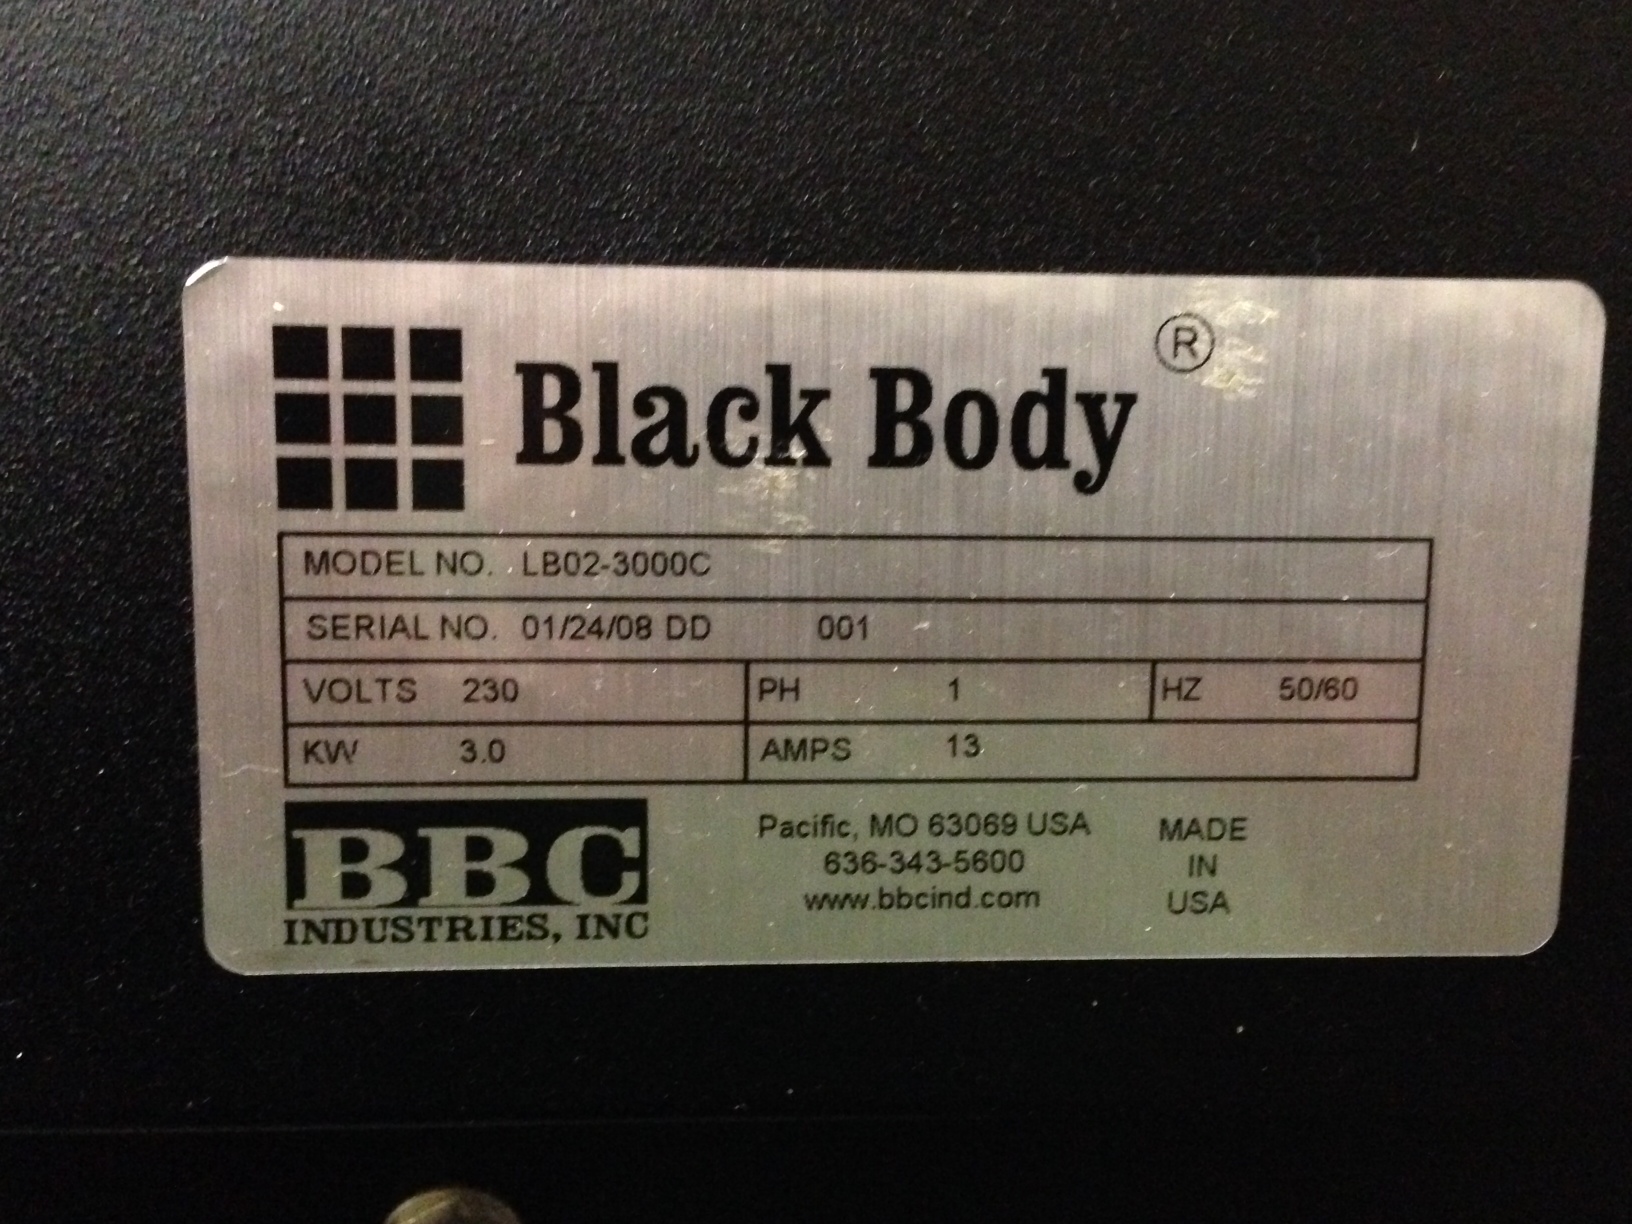 Black Body ®
MODEL NO. LB02-3000C
SERIAL NO. 01/24/08 DD 001
VOLTS 230 PH 1 HZ 50/60
KW 3.0 AMPS 13
BBC
INDUSTRIES, INC
Pacific, MO 63069 USA
636-343-5600
www.bbcind.com
MADE
IN
USA